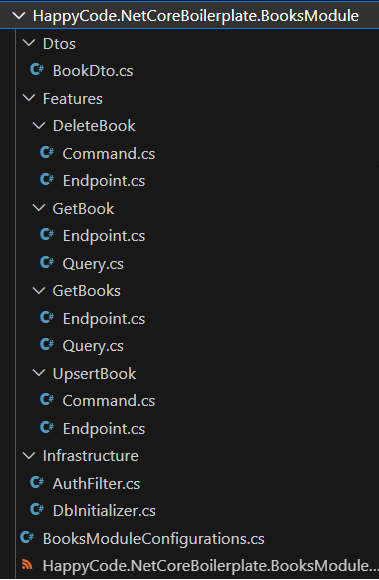 HappyCode.NetCoreBoilerplate.BooksModule
Dtos
BookDto.cs
Features
DeleteBook
Command.cs
Endpoint.cs
GetBook
Endpoint.cs
Query.cs
GetBooks
Endpoint.cs
Query.cs
UpsertBook
Command.cs
Endpoint.cs
Infrastructure
AuthFilter.cs
DbInitializer.cs
BooksModuleConfigurations.cs
HappyCode.NetCoreBoilerplate.BooksModule...